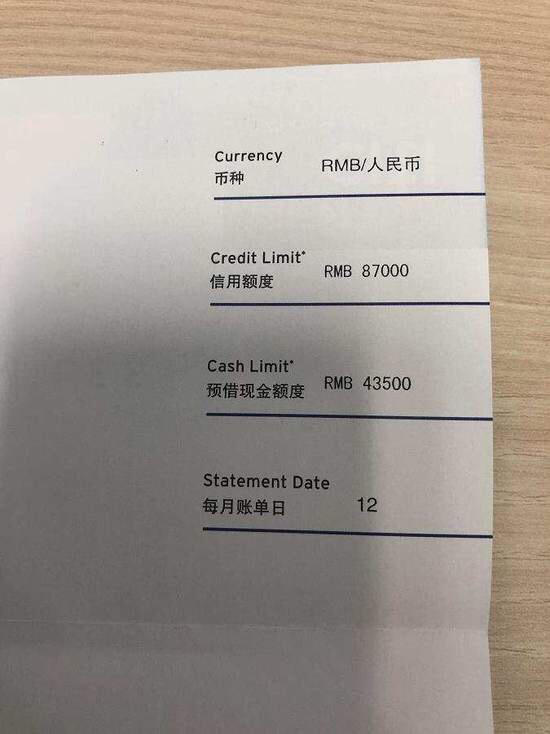 Currency
币种 RMB/人民币
Credit Limit*
信用额度 RMB 87000
Cash Limit*
预借现金额度 RMB 43500
Statement Date
每月账单日 12